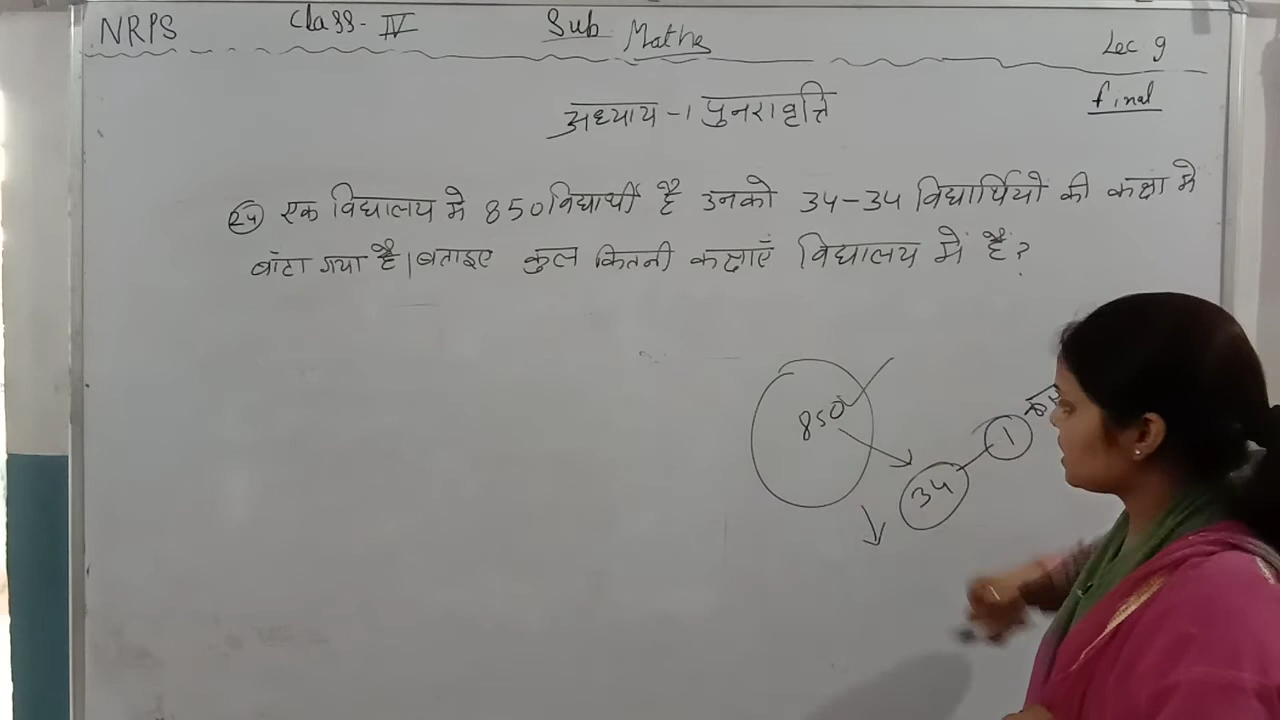 NRPS Class- IV Sub Maths Lec 9
final
अध्याय -1 पुनरावृत्ति
24 एक विद्यालय मे 850 विद्यार्थी है उनको 34-34 विद्यार्थियो की कक्षा मे
बांटा गया है। बताइए कुल कितनी कक्षाएँ विद्यालय में हैं?
850
1
34